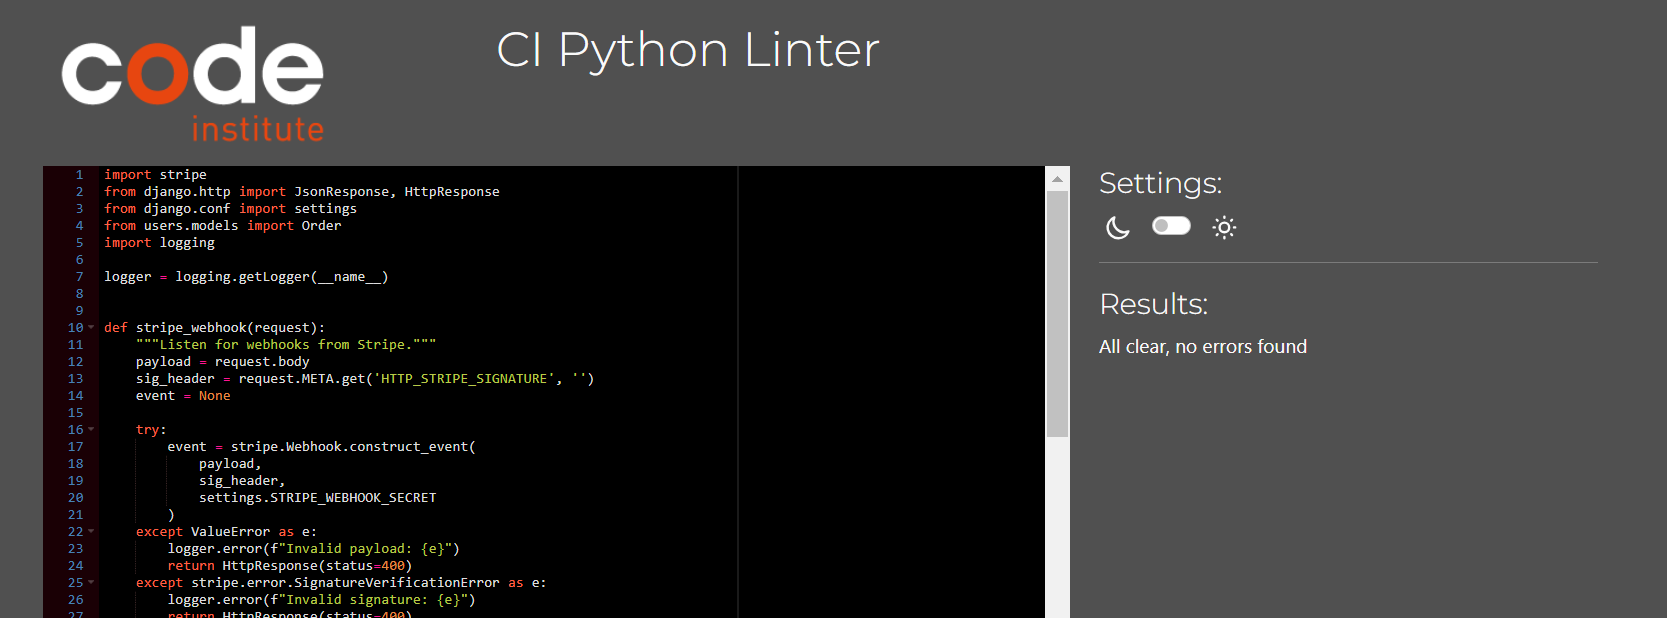 code
institute
CI Python Linter
1 import stripe
2 from django.http import JsonResponse, HttpResponse
3 from django.conf import settings
4 from users.models import Order
5 import logging
6
7 logger = logging.getLogger(__name__)
8
9
10 def stripe_webhook(request):
11     """Listen for webhooks from Stripe."""
12     payload = request.body
13     sig_header = request.META.get('HTTP_STRIPE_SIGNATURE', '')
14     event = None
15
16     try:
17         event = stripe.Webhook.construct_event(
18             payload,
19             sig_header,
20             settings.STRIPE_WEBHOOK_SECRET
21         )
22     except ValueError as e:
23         logger.error(f"Invalid payload: {e}")
24         return HttpResponse(status=400)
25     except stripe.error.SignatureVerificationError as e:
26         logger.error(f"Invalid signature: {e}")
27         return HttpResponse(status=400)
Settings:
Results:
All clear, no errors found